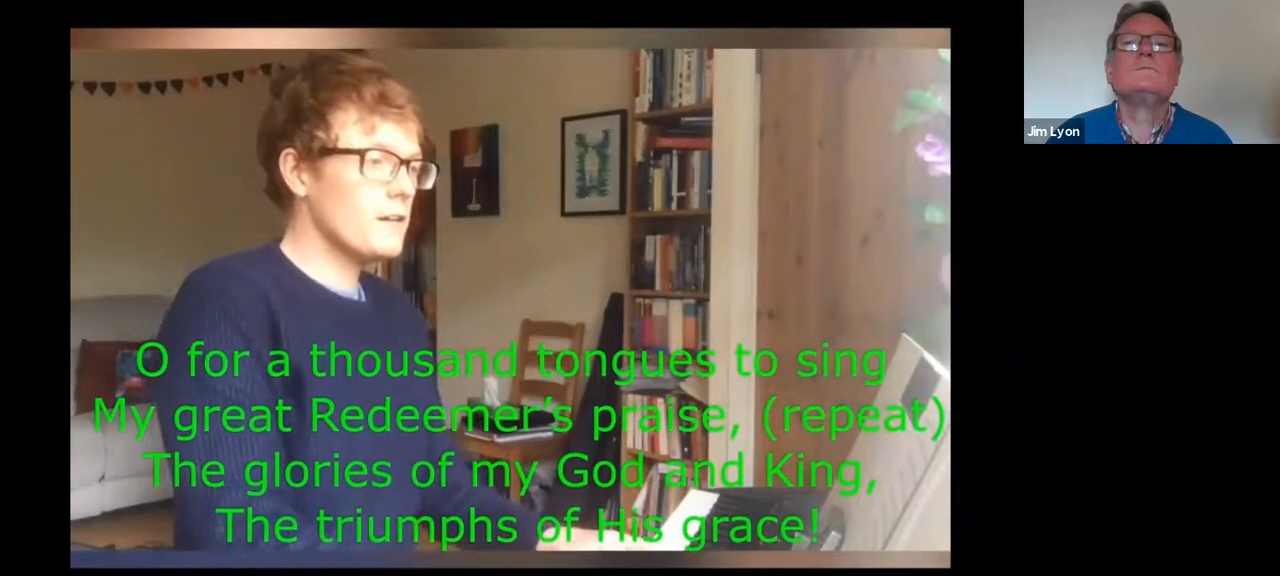 O for a thousand tongues to sing
My great Redeemer's praise, (repeat)
The glories of my God and King,
The triumphs of His grace!
Jim Lyon